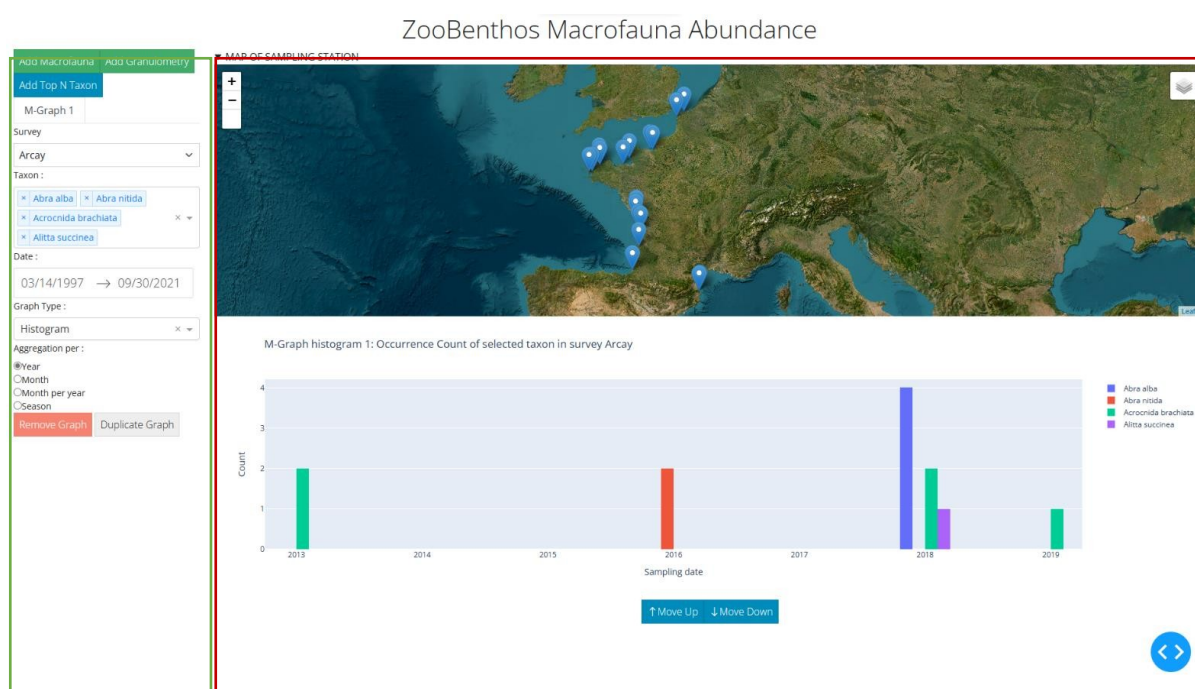 ZooBenthos Macrofauna Abundance
Add Macrofauna Add Granulometry
Add Top N Taxon
M-Graph 1
Survey
Arcay
Taxon :
× Abra alba × Abra nitida
× Acrocnida brachiata
× Alitta succinea
Date :
03/14/1997 → 09/30/2021
Graph Type :
Histogram
Aggregation per :
Year
Month
Month per year
Season
Remove Graph Duplicate Graph
MAP OF SAMPLING STATION
+
−
Leaf
M-Graph histogram 1: Occurrence Count of selected taxon in survey Arcay
Count
4
3
2
1
0
2013 2014 2015 2016 2017 2018 2019
Sampling date
Abra alba
Abra nitida
Acrocnida brachiata
Alitta succinea
↑ Move Up ↓ Move Down